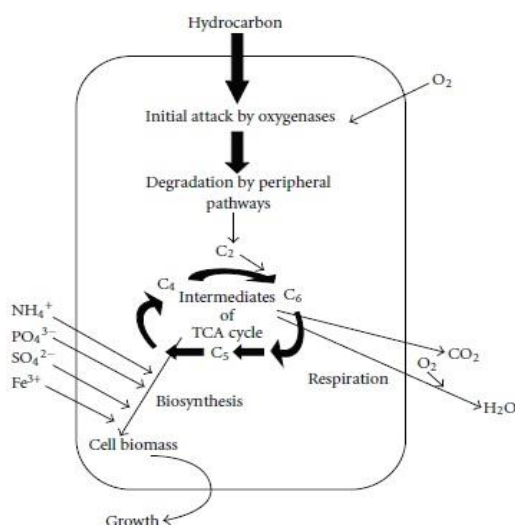 Hydrocarbon
O₂
Initial attack by oxygenases
Degradation by peripheral
pathways
C₂
C₄
C₆
Intermediates
of
TCA cycle
C₅
NH₄⁺
PO₄³⁻
SO₄²⁻
Fe³⁺
CO₂
O₂
Respiration
H₂O
Biosynthesis
Cell biomass
Growth